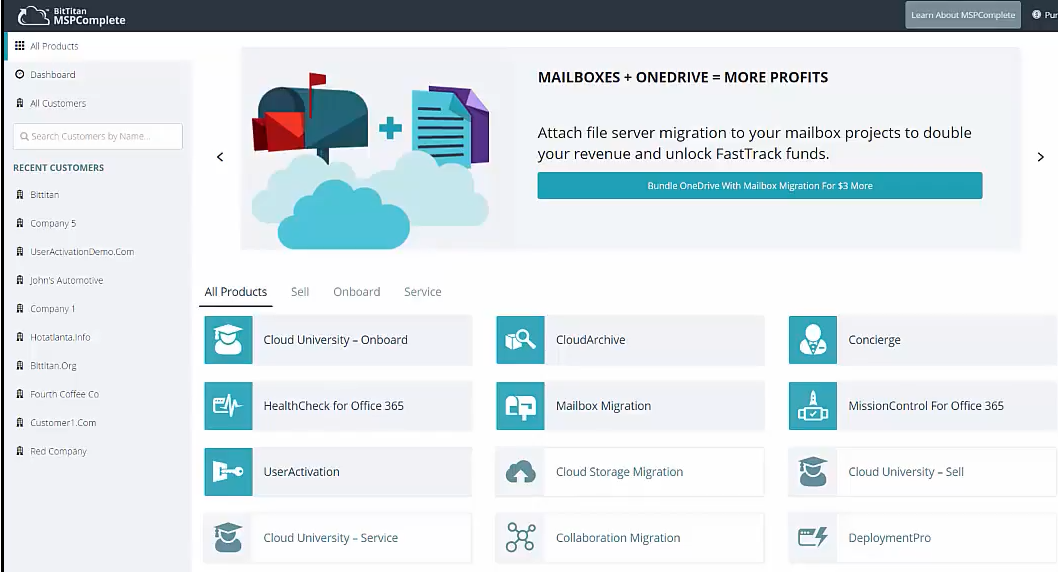 BitTitan
MSPComplete
Learn About MSPComplete
Pur
All Products
Dashboard
All Customers
Search Customers by Name...
RECENT CUSTOMERS
Bittitan
Company 5
UserActivationDemo.Com
John's Automotive
Company 1
Hotatlanta.Info
Bittitan.Org
Fourth Coffee Co
Customer1.Com
Red Company
MAILBOXES + ONEDRIVE = MORE PROFITS
Attach file server migration to your mailbox projects to double
your revenue and unlock FastTrack funds.
Bundle OneDrive With Mailbox Migration For $3 More
All Products Sell Onboard Service
Cloud University – Onboard
CloudArchive
Concierge
HealthCheck for Office 365
Mailbox Migration
MissionControl For Office 365
UserActivation
Cloud Storage Migration
Cloud University – Sell
Cloud University – Service
Collaboration Migration
DeploymentPro